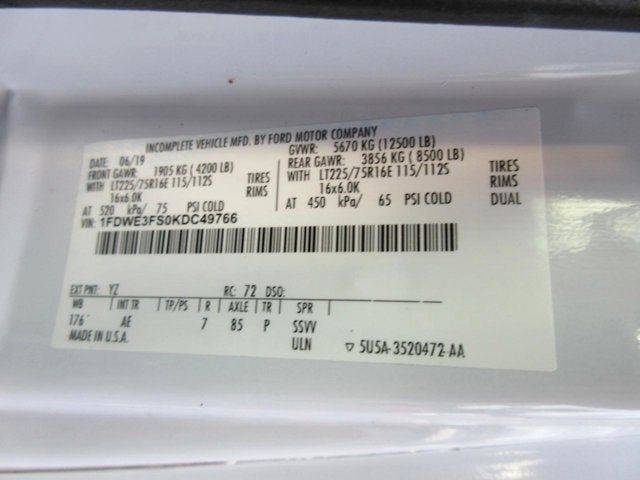 INCOMPLETE VEHICLE MFD. BY FORD MOTOR COMPANY
DATE: 06/19 GVWR: 5670 KG (12500 LB)
FRONT GAWR: 1905 KG (4200 LB) REAR GAWR: 3856 KG (8500 LB)
WITH LT225/75R16E 115/112S TIRES WITH LT225/75R16E 115/112S TIRES
16x6.0K RIMS 16x6.0K RIMS
AT 520 kPa/ 75 PSI COLD AT 450 kPa/ 65 PSI COLD DUAL
VIN: 1FDWE3FS0KDC49766
EXT PNT: YZ RC: 72 DSO:
WB INT TR TP/PS R AXLE TR SPR
176 AE 7 85 P SSVV
MADE IN U.S.A. ULN ▽ 5U5A-3520472-AA